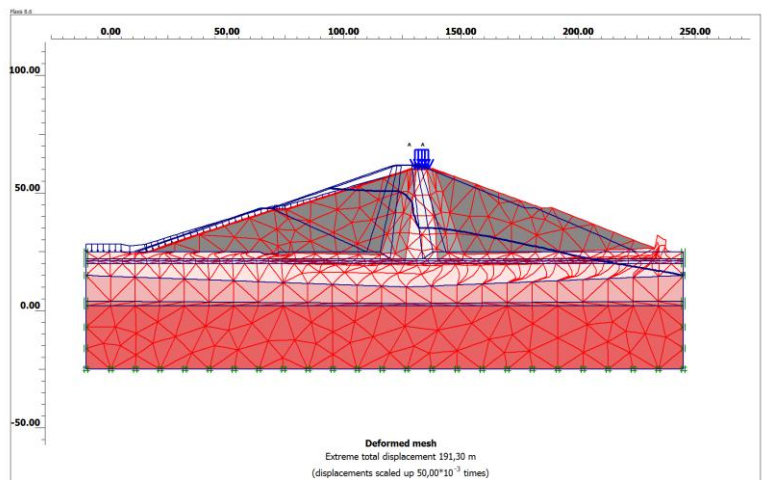 Plaxis 8.6
0.00 50.00 100.00 150.00 200.00 250.00
100.00
50.00
0.00
-50.00
A A
Deformed mesh
Extreme total displacement 191,30 m
(displacements scaled up 50,00*10-3 times)